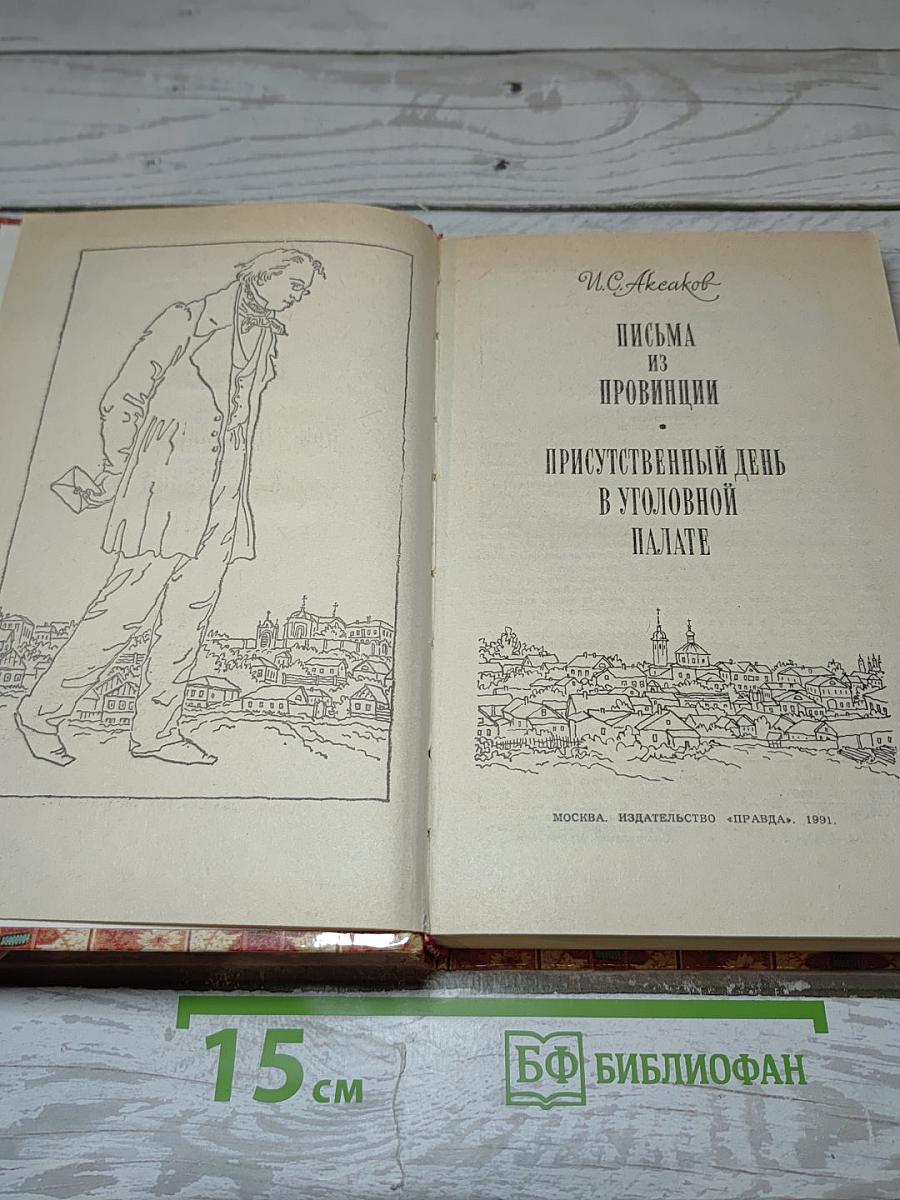 И.С.Аксаков
ПИСЬМА
ИЗ
ПРОВИНЦИИ
•
ПРИСУТСТВЕННЫЙ ДЕНЬ
В УГОЛОВНОЙ
ПАЛАТЕ
МОСКВА. ИЗДАТЕЛЬСТВО «ПРАВДА». 1991.
15 см
БФ БИБЛИОФАН